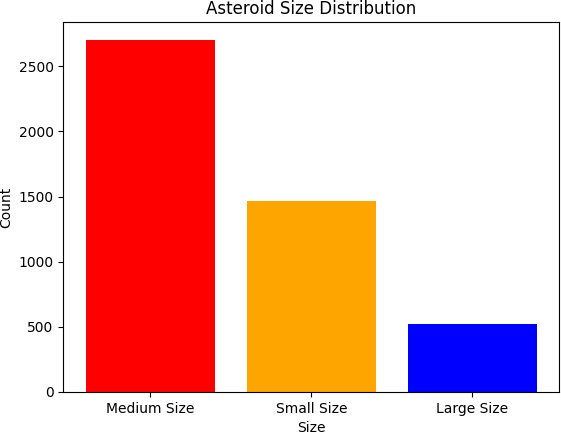 Asteroid Size Distribution
Count
2500
2000
1500
1000
500
0
Medium Size
Small Size
Large Size
Size